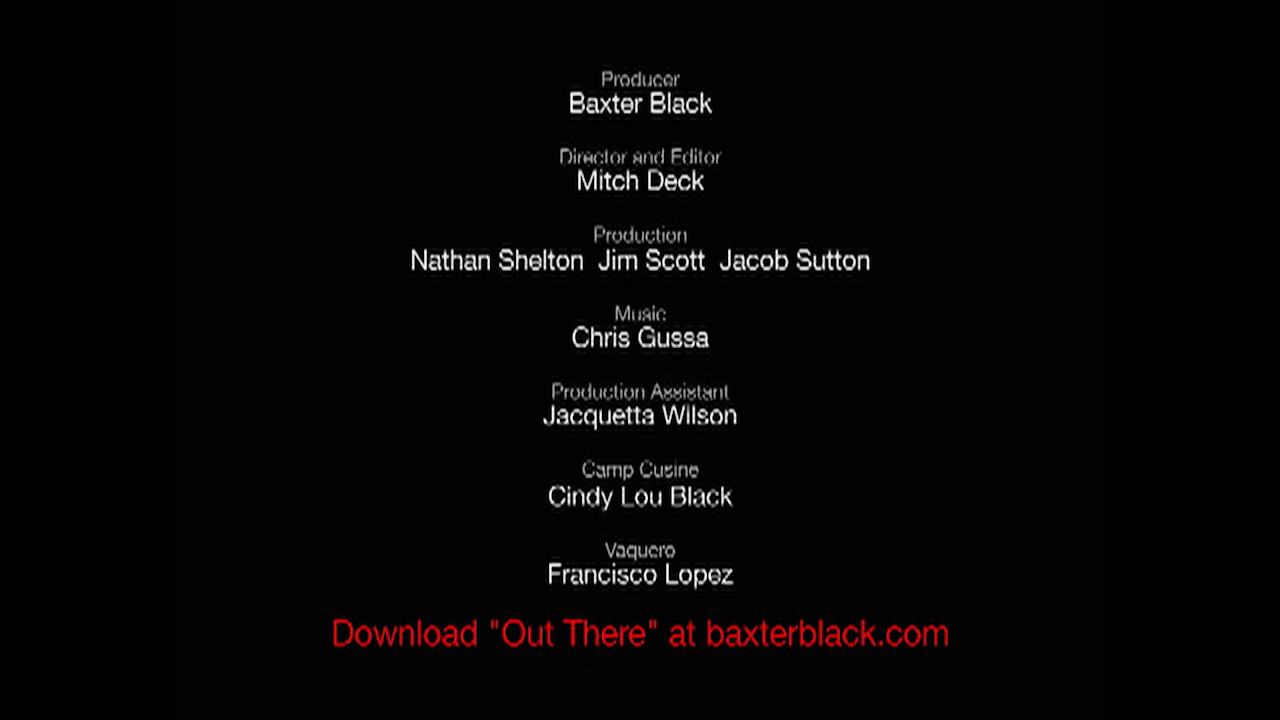 Producer
Baxter Black
Director and Editor
Mitch Deck
Production
Nathan Shelton Jim Scott Jacob Sutton
Music
Chris Gussa
Production Assistant
Jacquetta Wilson
Camp Cusine
Cindy Lou Black
Vaquero
Francisco Lopez
Download "Out There" at baxterblack.com